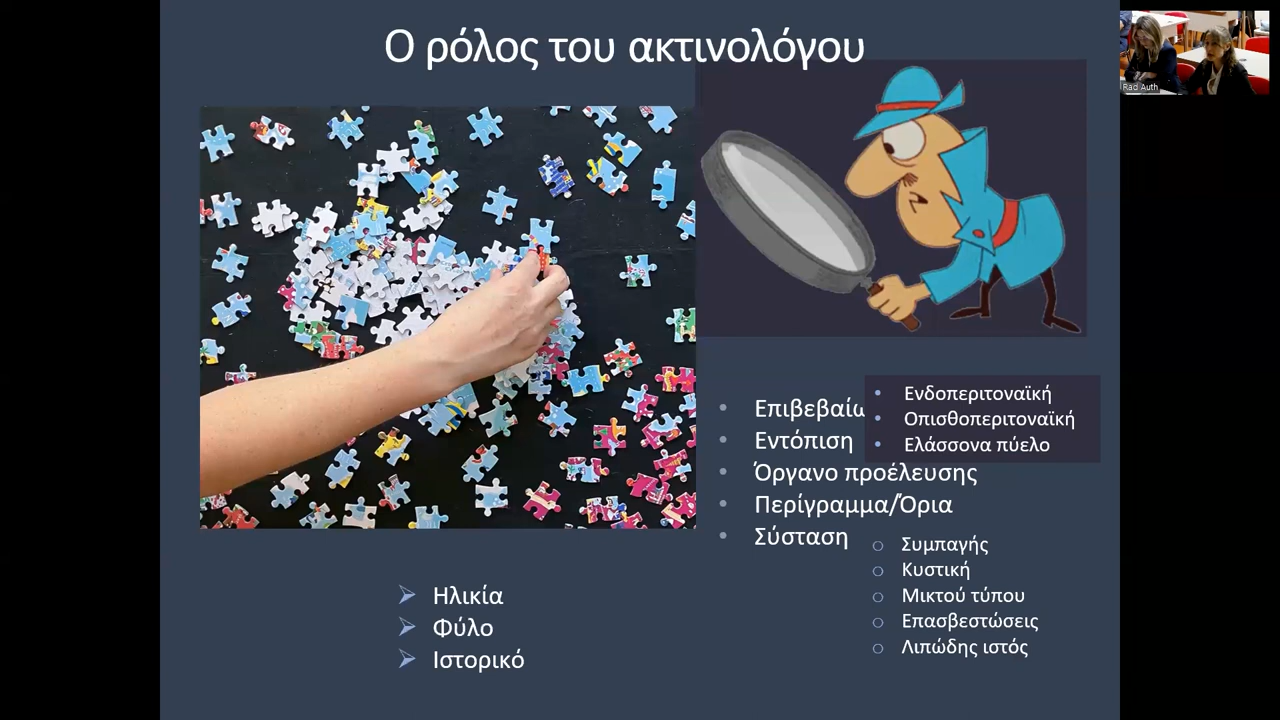 Ο ρόλος του ακτινολόγου
Rad Auth
• Ενδοπεριτοναϊκή
• Οπισθοπεριτοναϊκή
• Ελάσσονα πύελο
• Επιβεβαίω
• Εντόπιση
• Όργανο προέλευσης
• Περίγραμμα/Όρια
• Σύσταση
○ Συμπαγής
○ Κυστική
○ Μικτού τύπου
○ Επασβεστώσεις
○ Λιπώδης ιστός
➢ Ηλικία
➢ Φύλο
➢ Ιστορικό